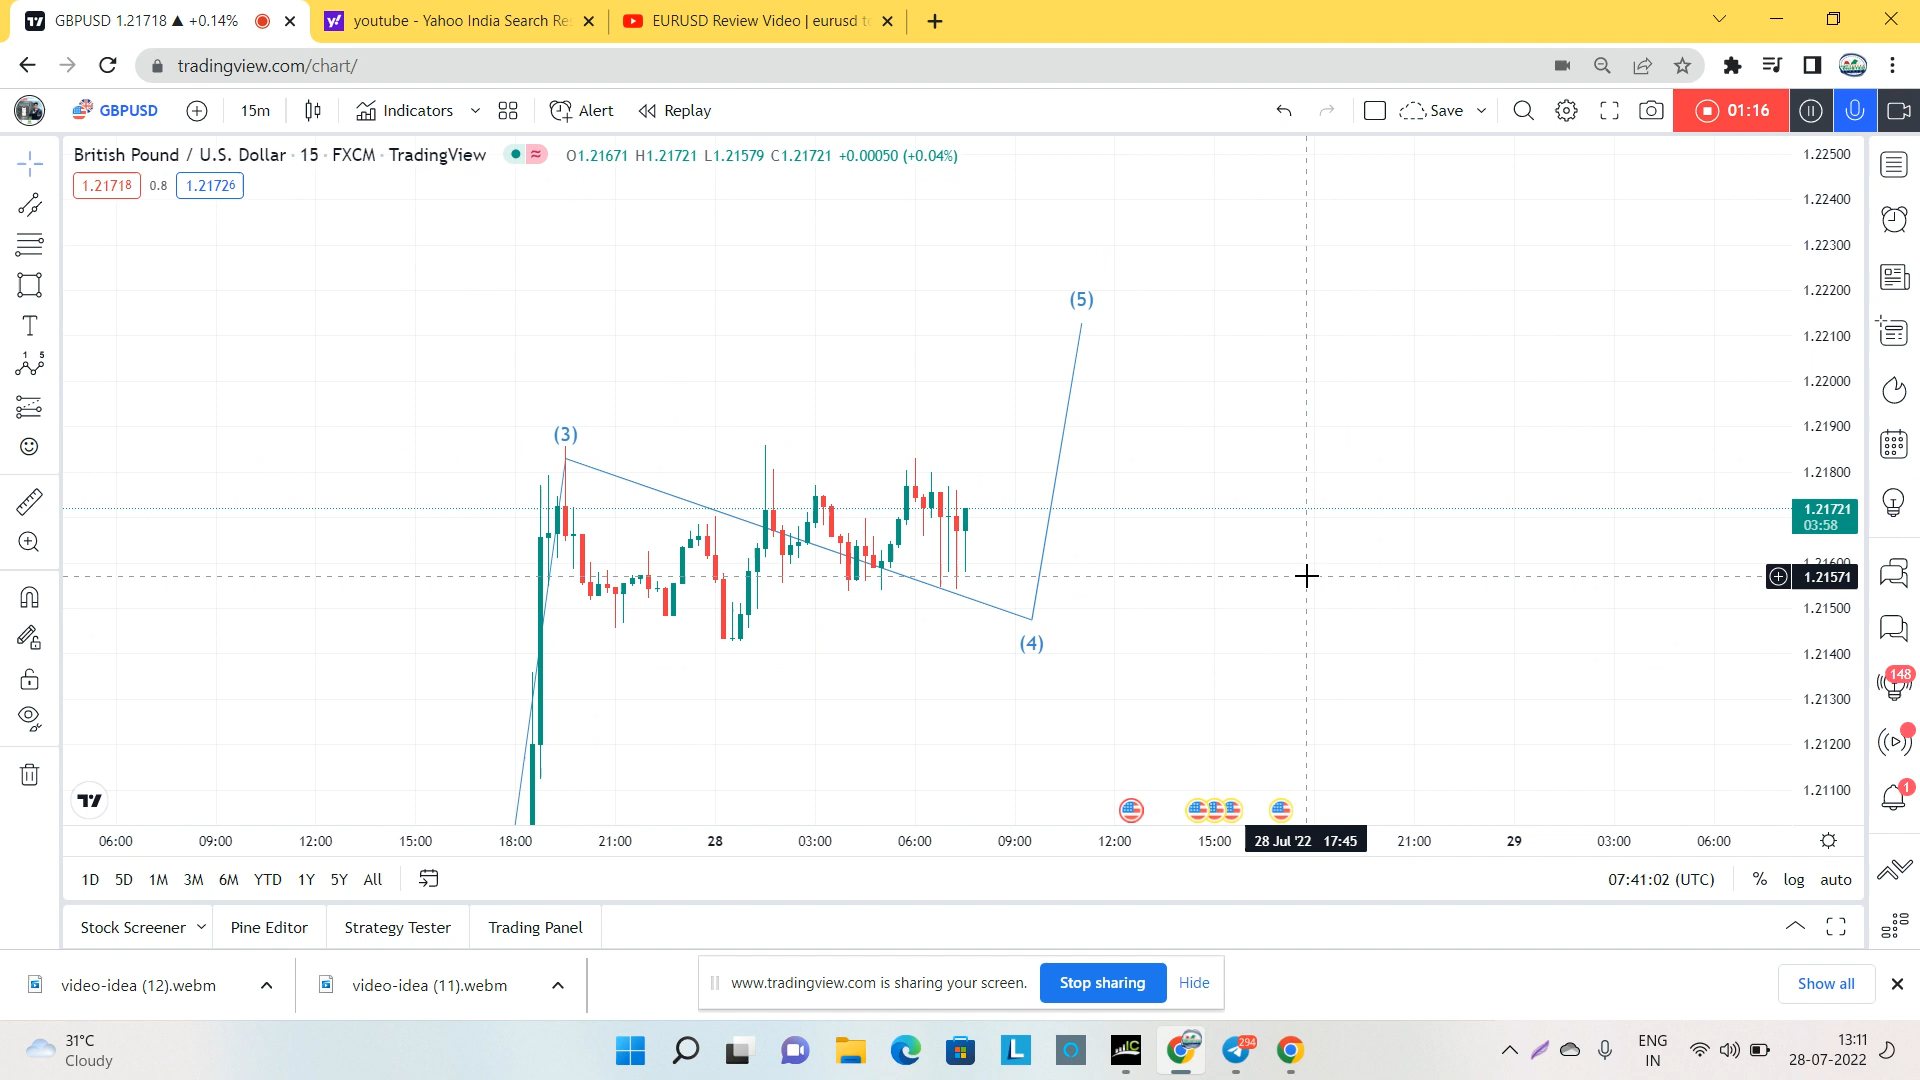 GBPUSD 1.21718 ▲ +0.14%
youtube - Yahoo India Search Re
EURUSD Review Video | eurusd t
tradingview.com/chart/
GBPUSD
15m
Indicators
Alert
Replay
Save
01:16
British Pound / U.S. Dollar · 15 · FXCM · TradingView
O1.21671 H1.21721 L1.21579 C1.21721 +0.00050 (+0.04%)
1.21718
0.8
1.21726
1.22500
1.22400
1.22300
1.22200
1.22100
1.22000
1.21900
1.21800
1.21721
03:58
1.21571
1.21500
1.21400
1.21300
1.21200
1.21100
(3)
(4)
(5)
148
1
06:00
09:00
12:00
15:00
18:00
21:00
28
03:00
06:00
09:00
12:00
15:00
28 Jul '22 17:45
21:00
29
03:00
06:00
1D
5D
1M
3M
6M
YTD
1Y
5Y
All
07:41:02 (UTC)
%
log
auto
Stock Screener
Pine Editor
Strategy Tester
Trading Panel
video-idea (12).webm
video-idea (11).webm
www.tradingview.com is sharing your screen.
Stop sharing
Hide
Show all
31°C
Cloudy
L
IC
294
ENG
IN
13:11
28-07-2022